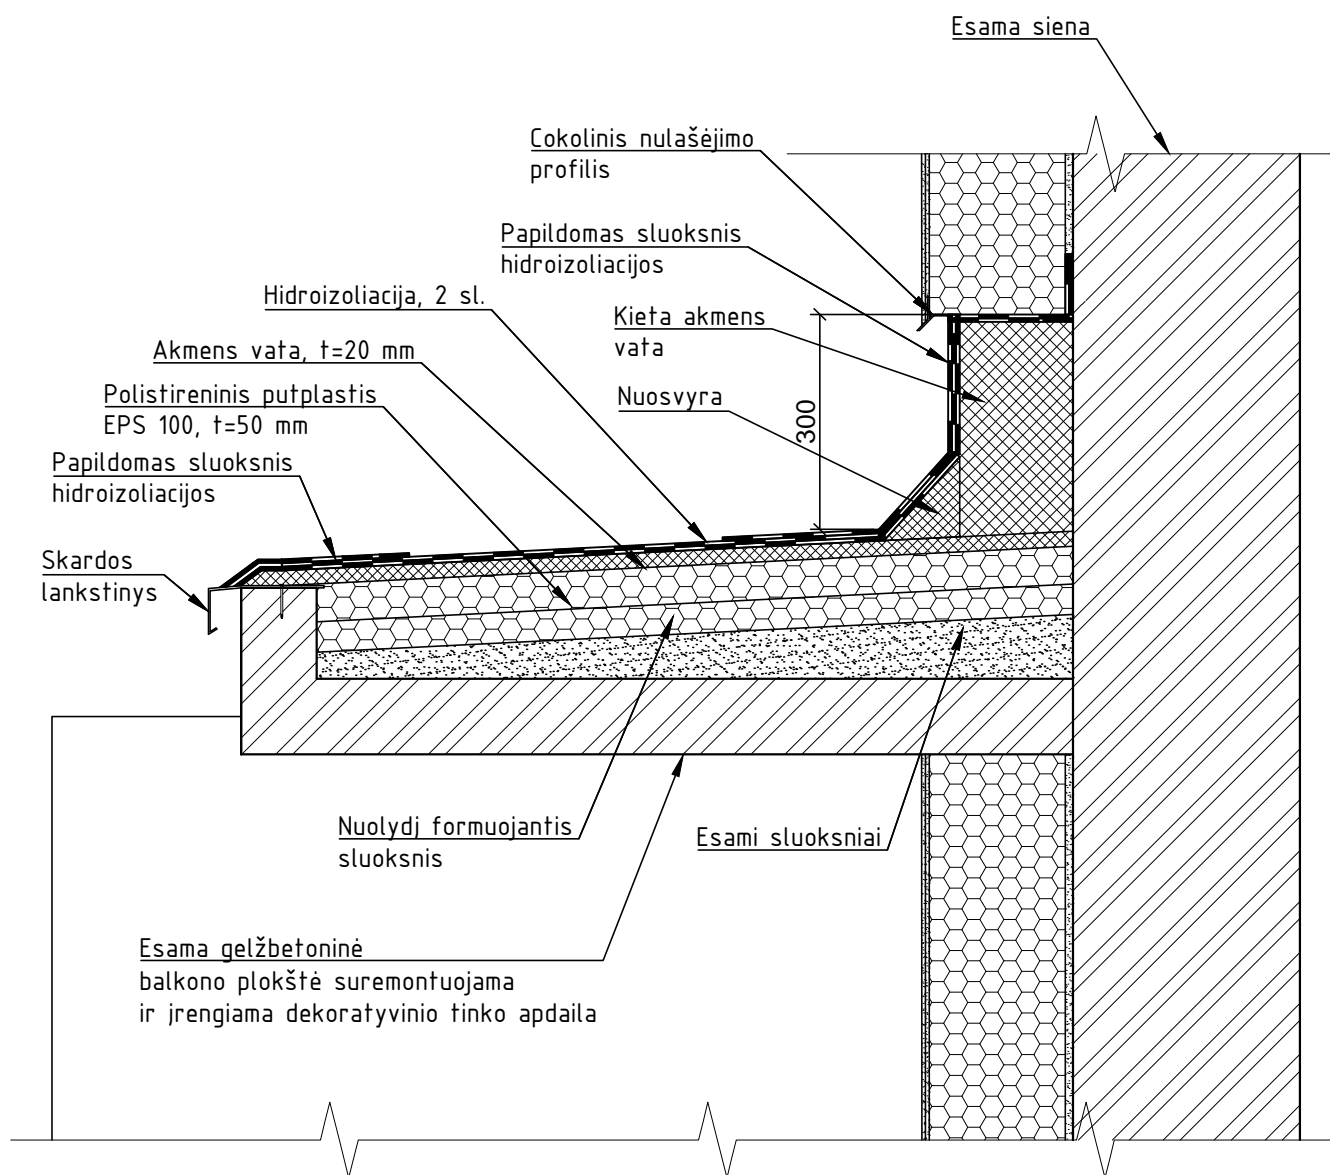 Esama siena
Cokolinis nulašėjimo
profilis
Papildomas sluoksnis
hidroizoliacijos
Hidroizoliacija, 2 sl.
Kieta akmens
vata
Akmens vata, t=20 mm
Polistireninis putplastis
EPS 100, t=50 mm
Nuosvyra
300
Papildomas sluoksnis
hidroizoliacijos
Skardos
lankstinys
Nuolydį formuojantis
sluoksnis
Esami sluoksniai
Esama gelžbetoninė
balkono plokštė suremontuojama
ir įrengiama dekoratyvinio tinko apdaila